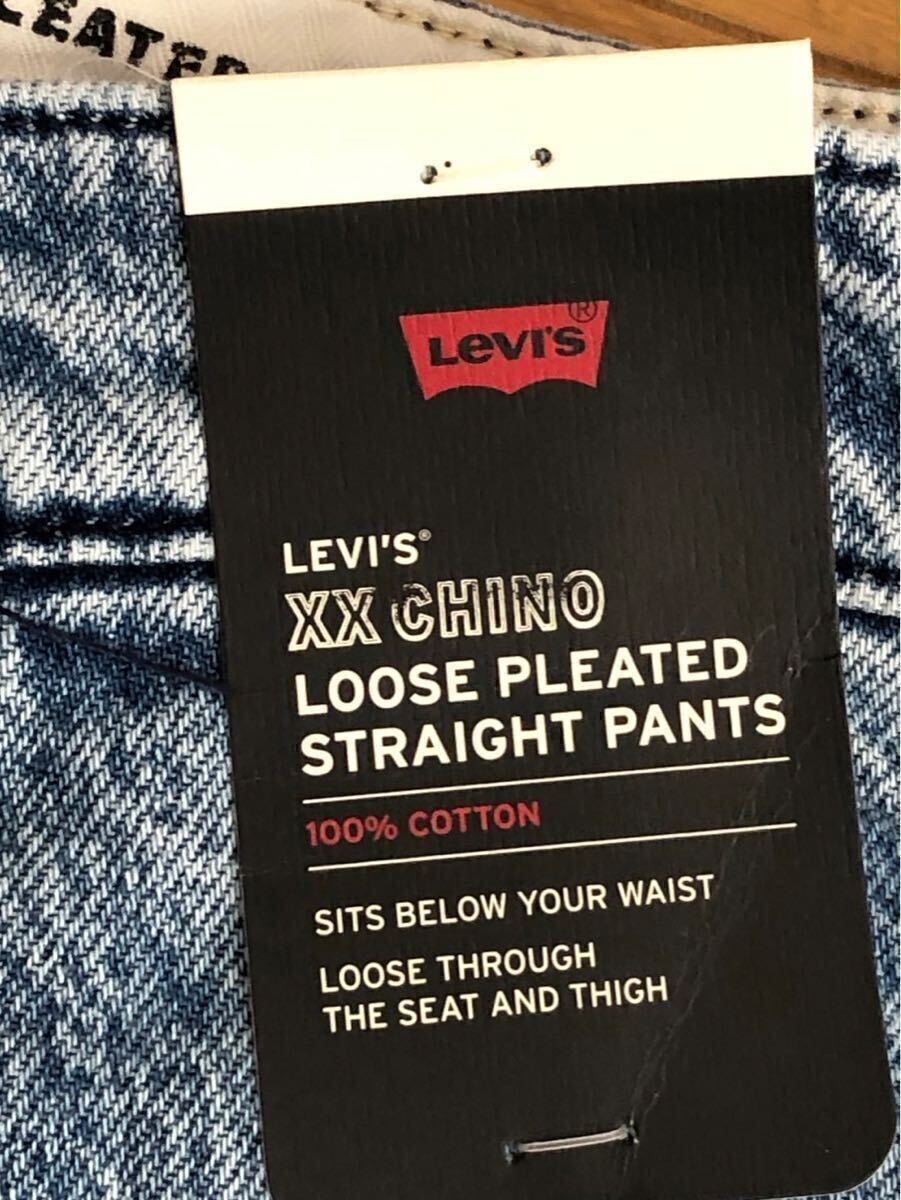 LEATED
Levi's®
LEVI'S®
XX CHINO
LOOSE PLEATED
STRAIGHT PANTS
100% COTTON
SITS BELOW YOUR WAIST
LOOSE THROUGH
THE SEAT AND THIGH